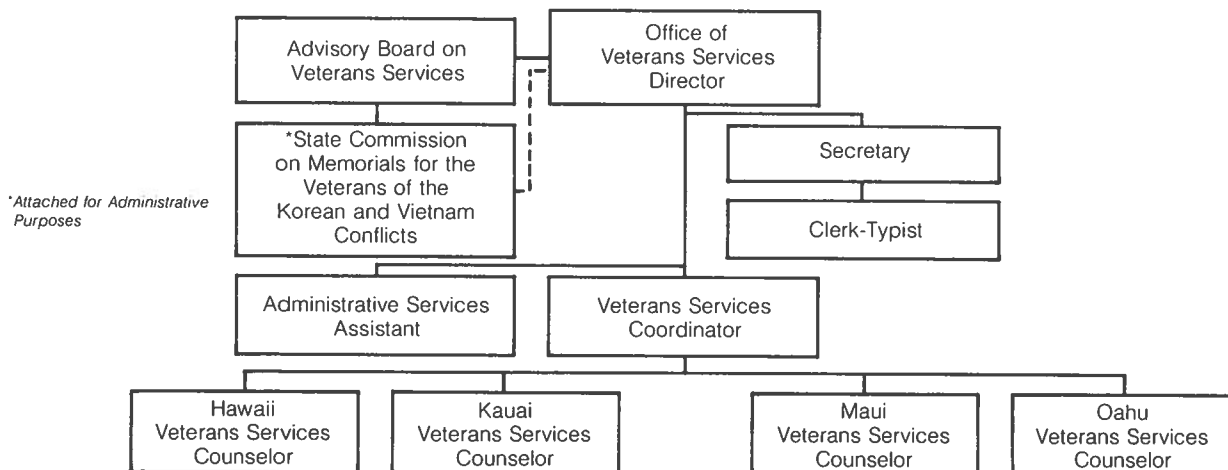 Advisory Board on
Veterans Services
Office of
Veterans Services
Director
*State Commission
on Memorials for the
Veterans of the
Korean and Vietnam
Conflicts
Secretary
*Attached for Administrative
Purposes
Clerk-Typist
Administrative Services
Assistant
Veterans Services
Coordinator
Hawaii
Veterans Services
Counselor
Kauai
Veterans Services
Counselor
Maui
Veterans Services
Counselor
Oahu
Veterans Services
Counselor